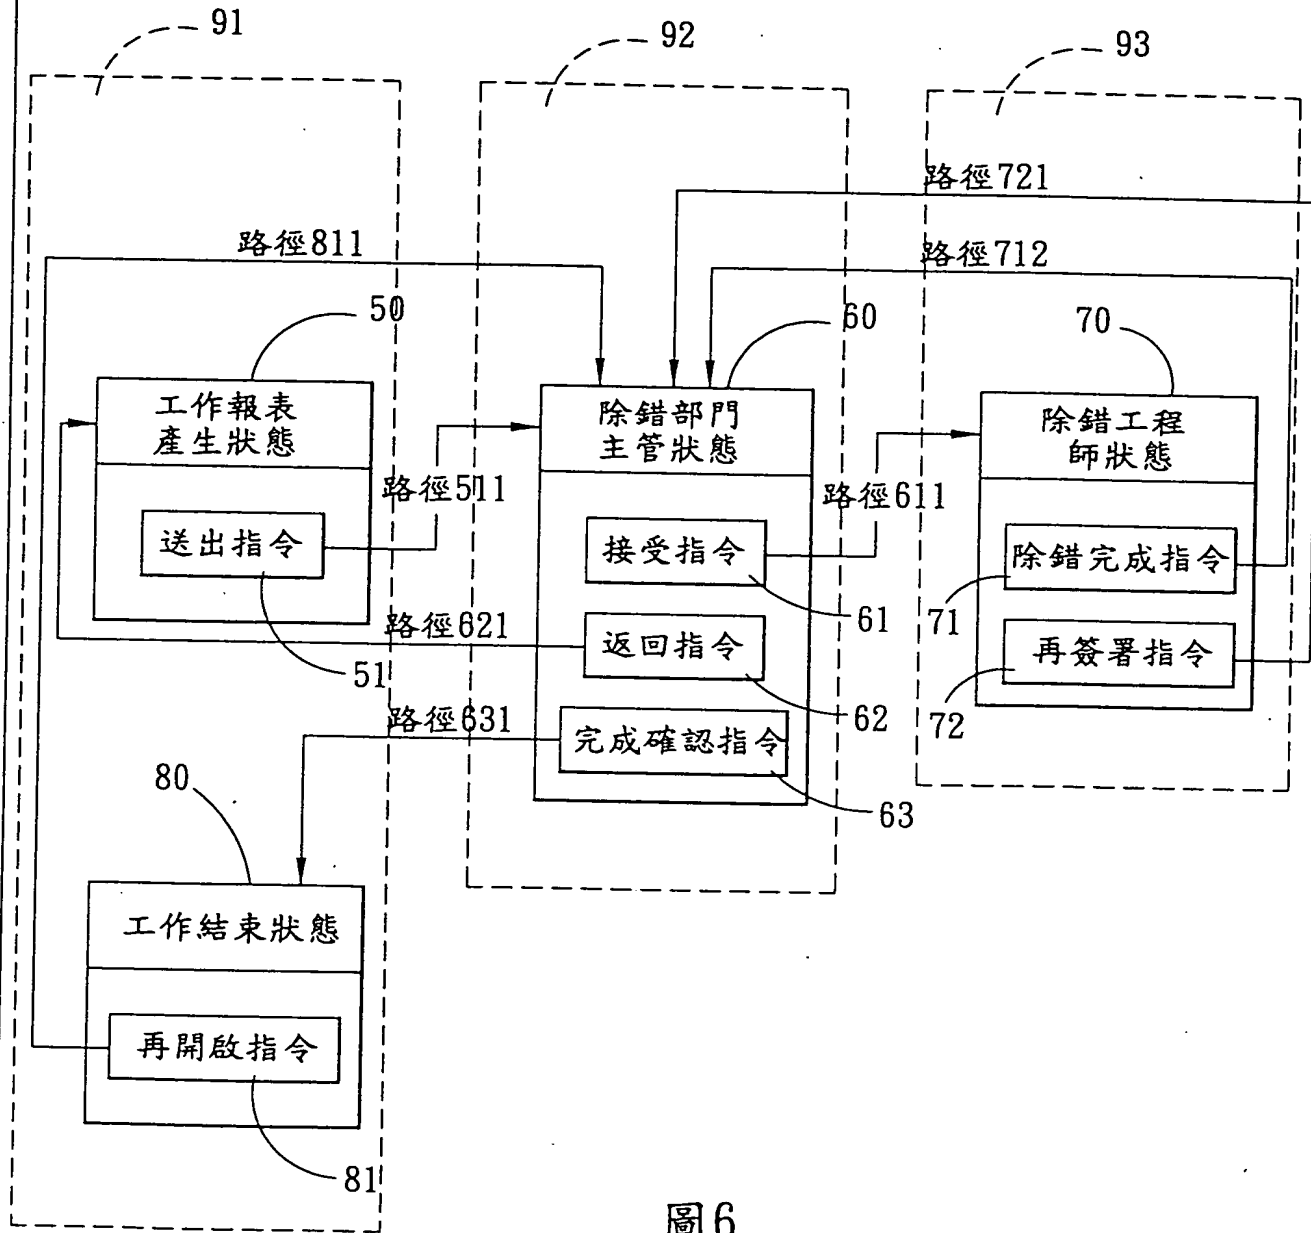 91
92
93
路徑721
路徑811
路徑712
50
60
70
工作報表
產生狀態
除錯部門
主管狀態
除錯工程
師狀態
路徑511
路徑611
送出指令
接受指令
除錯完成指令
61
71
路徑621
返回指令
再簽署指令
51
62
72
路徑631
完成確認指令
80
63
工作結束狀態
再開啟指令
81
圖6